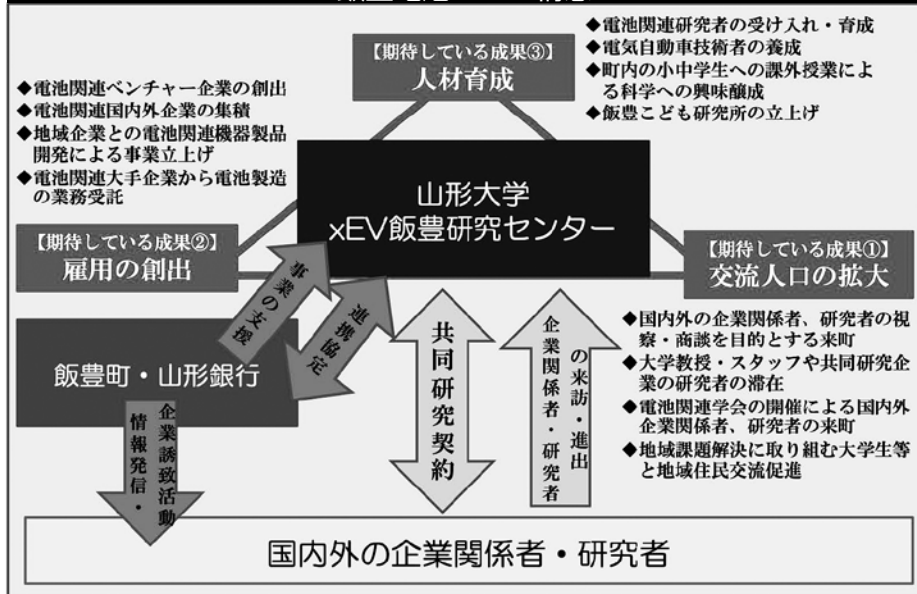 【期待している成果③】
人材育成
◆電池関連研究者の受け入れ・育成
◆電気自動車技術者の養成
◆町内の小中学生への課外授業によ
る科学への興味醸成
◆飯豊こども研究所の立上げ
◆電池関連ベンチャー企業の創出
◆電池関連国内外企業の集積
◆地域企業との電池関連機器製品
開発による事業立上げ
◆電池関連大手企業から電池製造
の業務受託
山形大学
xEV飯豊研究センター
【期待している成果②】
雇用の創出
【期待している成果①】
交流人口の拡大
◆国内外の企業関係者、研究者の視
察・商談を目的とする来町
◆大学教授・スタッフや共同研究企
業の研究者の滞在
◆電池関連学会の開催による国内外
企業関係者、研究者の来町
◆地域課題解決に取り組む大学生等
と地域住民交流促進
事業の支援
連携協定
飯豊町・山形銀行
情報発信・
企業誘致活動
共同研究契約
企業関係者・研究者
の来訪・進出
国内外の企業関係者・研究者